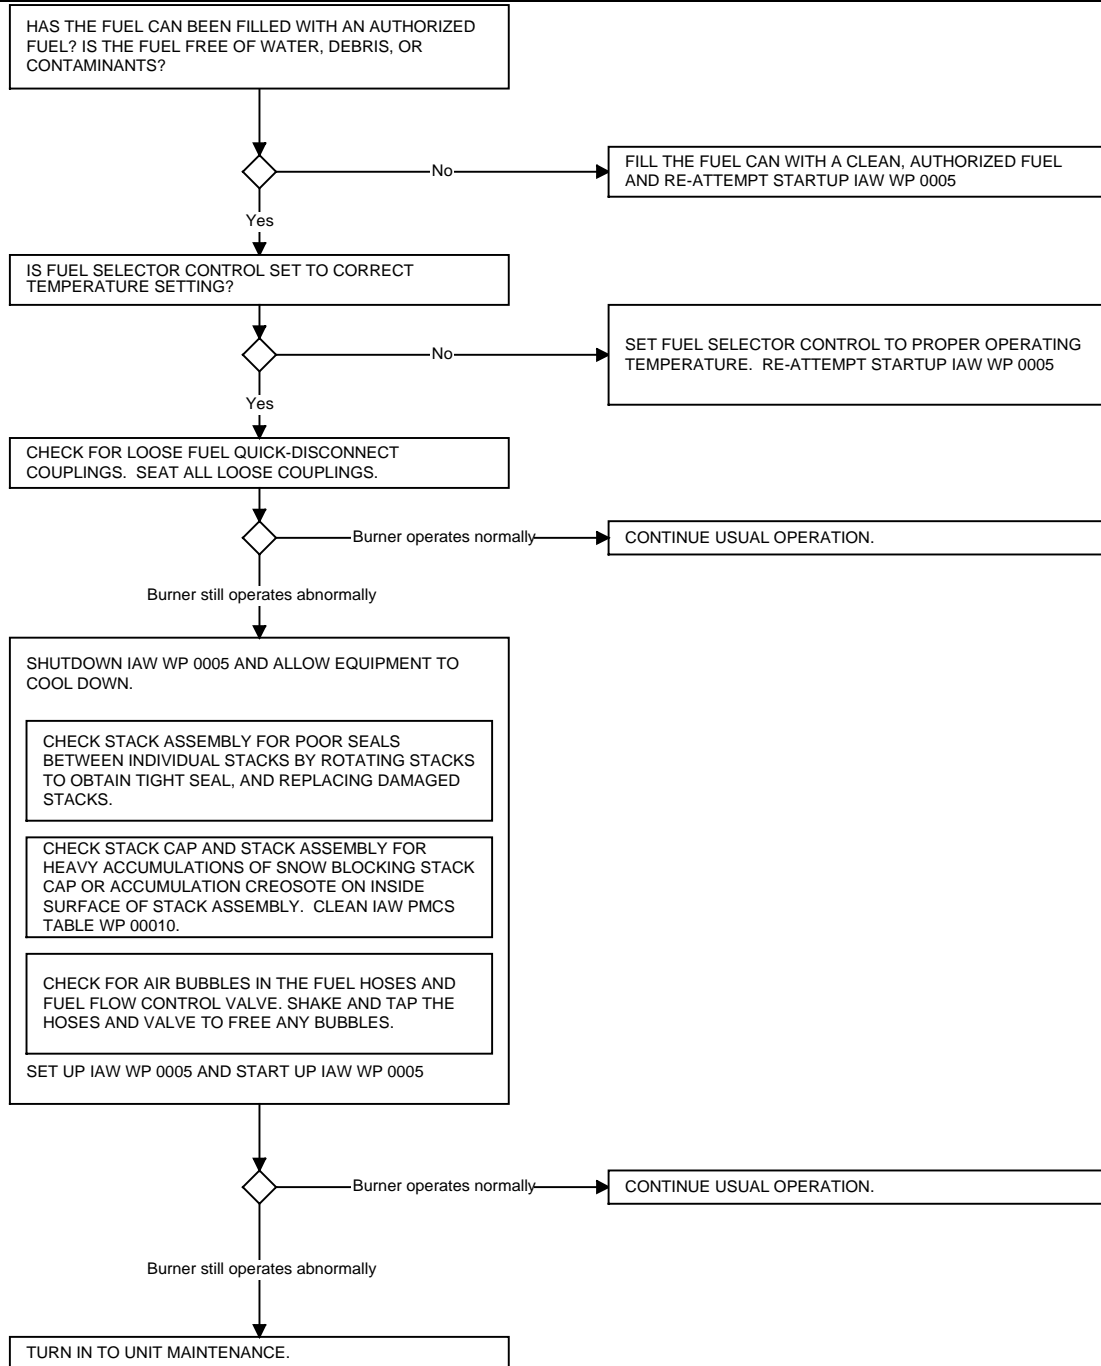 HAS THE FUEL CAN BEEN FILLED WITH AN AUTHORIZED
FUEL? IS THE FUEL FREE OF WATER, DEBRIS, OR
CONTAMINANTS?
No
FILL THE FUEL CAN WITH A CLEAN, AUTHORIZED FUEL
AND RE-ATTEMPT STARTUP IAW WP 0005
Yes
IS FUEL SELECTOR CONTROL SET TO CORRECT
TEMPERATURE SETTING?
No
SET FUEL SELECTOR CONTROL TO PROPER OPERATING
TEMPERATURE. RE-ATTEMPT STARTUP IAW WP 0005
Yes
CHECK FOR LOOSE FUEL QUICK-DISCONNECT
COUPLINGS. SEAT ALL LOOSE COUPLINGS.
Burner operates normally
CONTINUE USUAL OPERATION.
Burner still operates abnormally
SHUTDOWN IAW WP 0005 AND ALLOW EQUIPMENT TO
COOL DOWN.
CHECK STACK ASSEMBLY FOR POOR SEALS
BETWEEN INDIVIDUAL STACKS BY ROTATING STACKS
TO OBTAIN TIGHT SEAL, AND REPLACING DAMAGED
STACKS.
CHECK STACK CAP AND STACK ASSEMBLY FOR
HEAVY ACCUMULATIONS OF SNOW BLOCKING STACK
CAP OR ACCUMULATION CREOSOTE ON INSIDE
SURFACE OF STACK ASSEMBLY. CLEAN IAW PMCS
TABLE WP 00010.
CHECK FOR AIR BUBBLES IN THE FUEL HOSES AND
FUEL FLOW CONTROL VALVE. SHAKE AND TAP THE
HOSES AND VALVE TO FREE ANY BUBBLES.
SET UP IAW WP 0005 AND START UP IAW WP 0005
Burner operates normally
CONTINUE USUAL OPERATION.
Burner still operates abnormally
TURN IN TO UNIT MAINTENANCE.